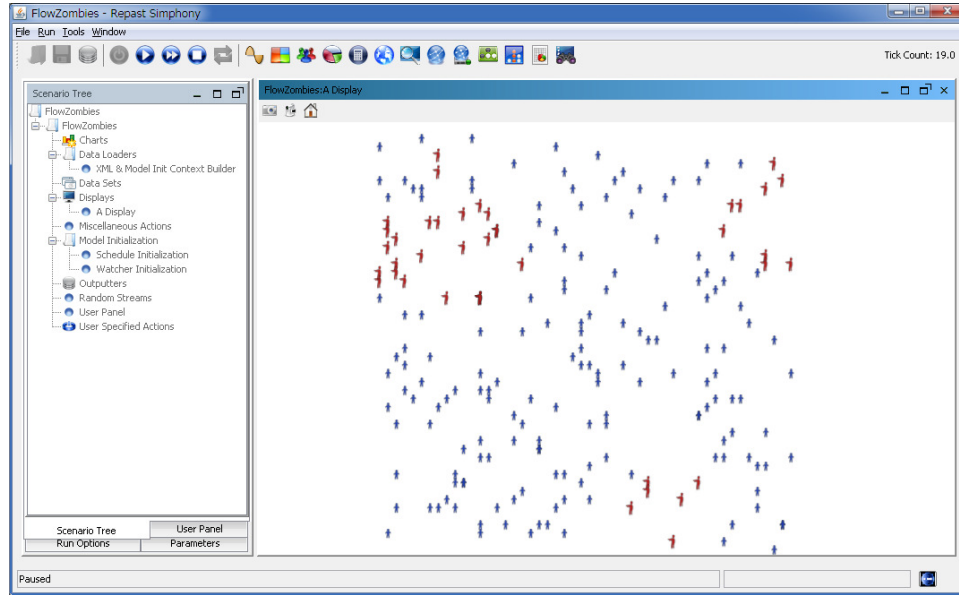 FlowZombies - Repast Simphony
File Run Tools Window
Tick Count: 19.0
Scenario Tree
FlowZombies
FlowZombies
Charts
Data Loaders
XML & Model Init Context Builder
Data Sets
Displays
A Display
Miscellaneous Actions
Model Initialization
Schedule Initialization
Watcher Initialization
Outputters
Random Streams
User Panel
User Specified Actions
Scenario Tree
User Panel
Run Options
Parameters
FlowZombies:A Display
Paused